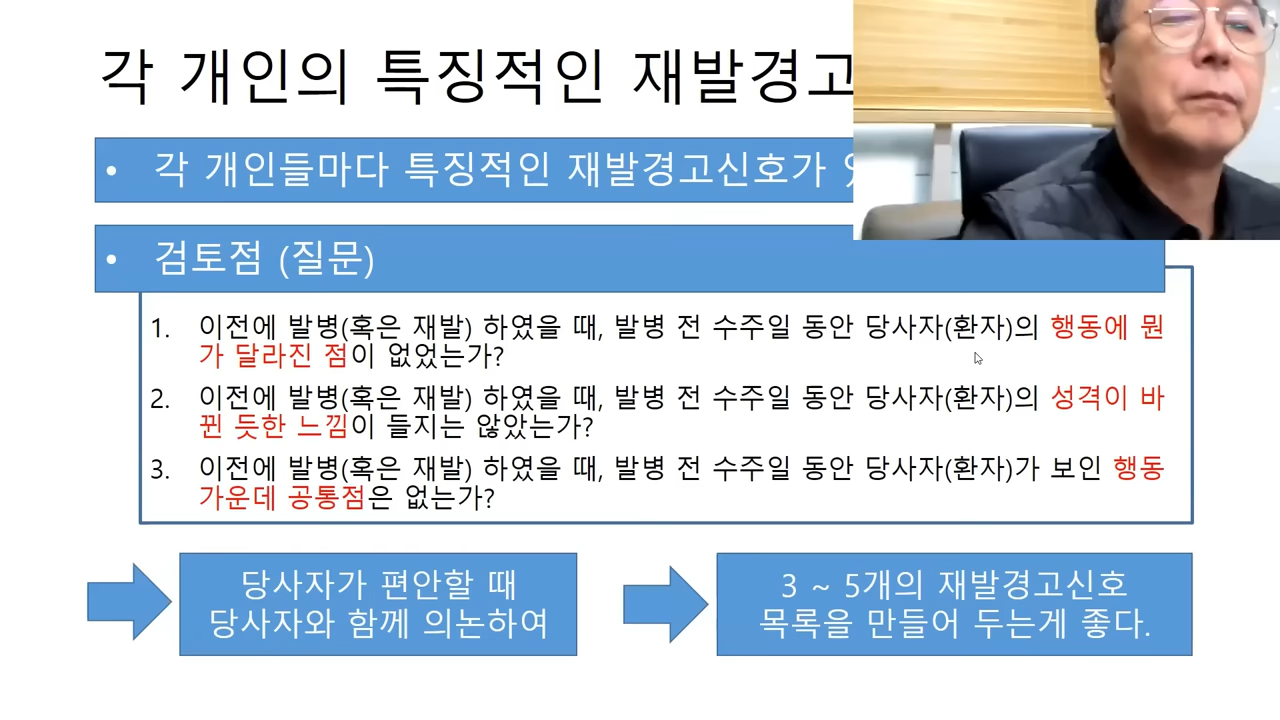 각 개인의 특징적인 재발경고
• 각 개인들마다 특징적인 재발경고신호가
• 검토점 (질문)
1. 이전에 발병(혹은 재발) 하였을 때, 발병 전 수주일 동안 당사자(환자)의 행동에 뭔
가 달라진 점이 없었는가?
2. 이전에 발병(혹은 재발) 하였을 때, 발병 전 수주일 동안 당사자(환자)의 성격이 바
뀐 듯한 느낌이 들지는 않았는가?
3. 이전에 발병(혹은 재발) 하였을 때, 발병 전 수주일 동안 당사자(환자)가 보인 행동
가운데 공통점은 없는가?
당사자가 편안할 때
당사자와 함께 의논하여
3 ~ 5개의 재발경고신호
목록을 만들어 두는게 좋다.